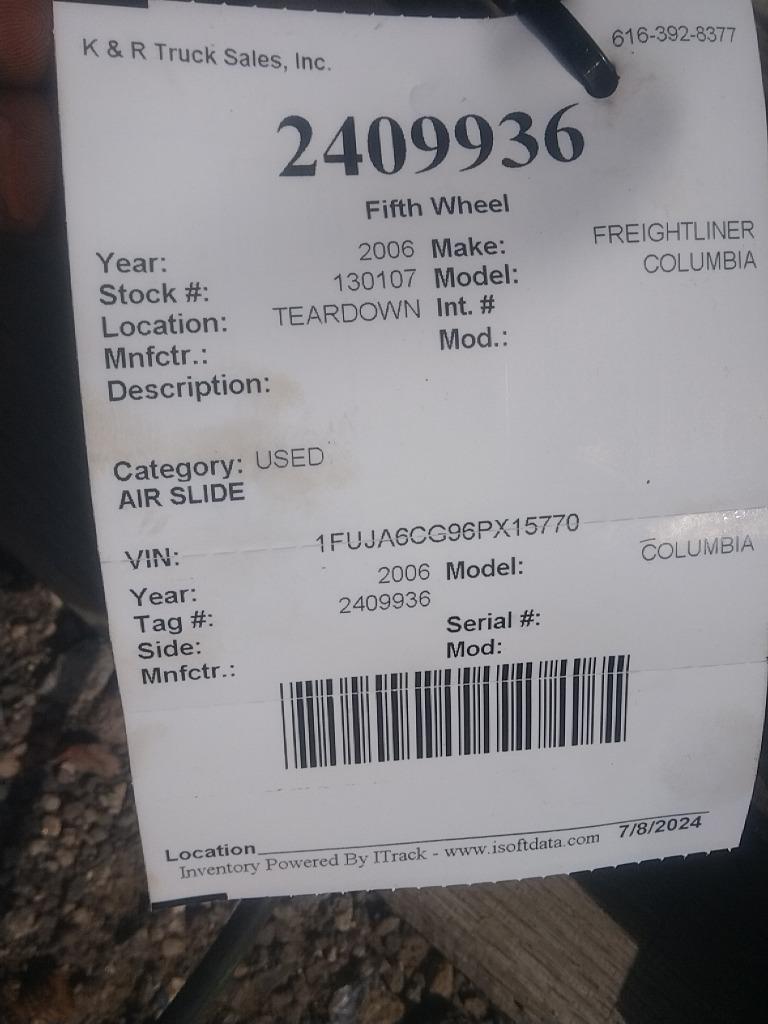 K & R Truck Sales, Inc. 616-392-8377
2409936
Fifth Wheel
Year: 2006 Make: FREIGHTLINER
Stock #: 130107 Model: COLUMBIA
Location: TEARDOWN Int. #
Mnfctr.: Mod.:
Description:
Category: USED
AIR SLIDE
VIN: 1FUJA6CG96PX15770
Year: 2006 Model: COLUMBIA
Tag #: 2409936
Side: Serial #:
Mnfctr.: Mod:
Location
Inventory Powered By ITrack - www.isoftdata.com 7/8/2024